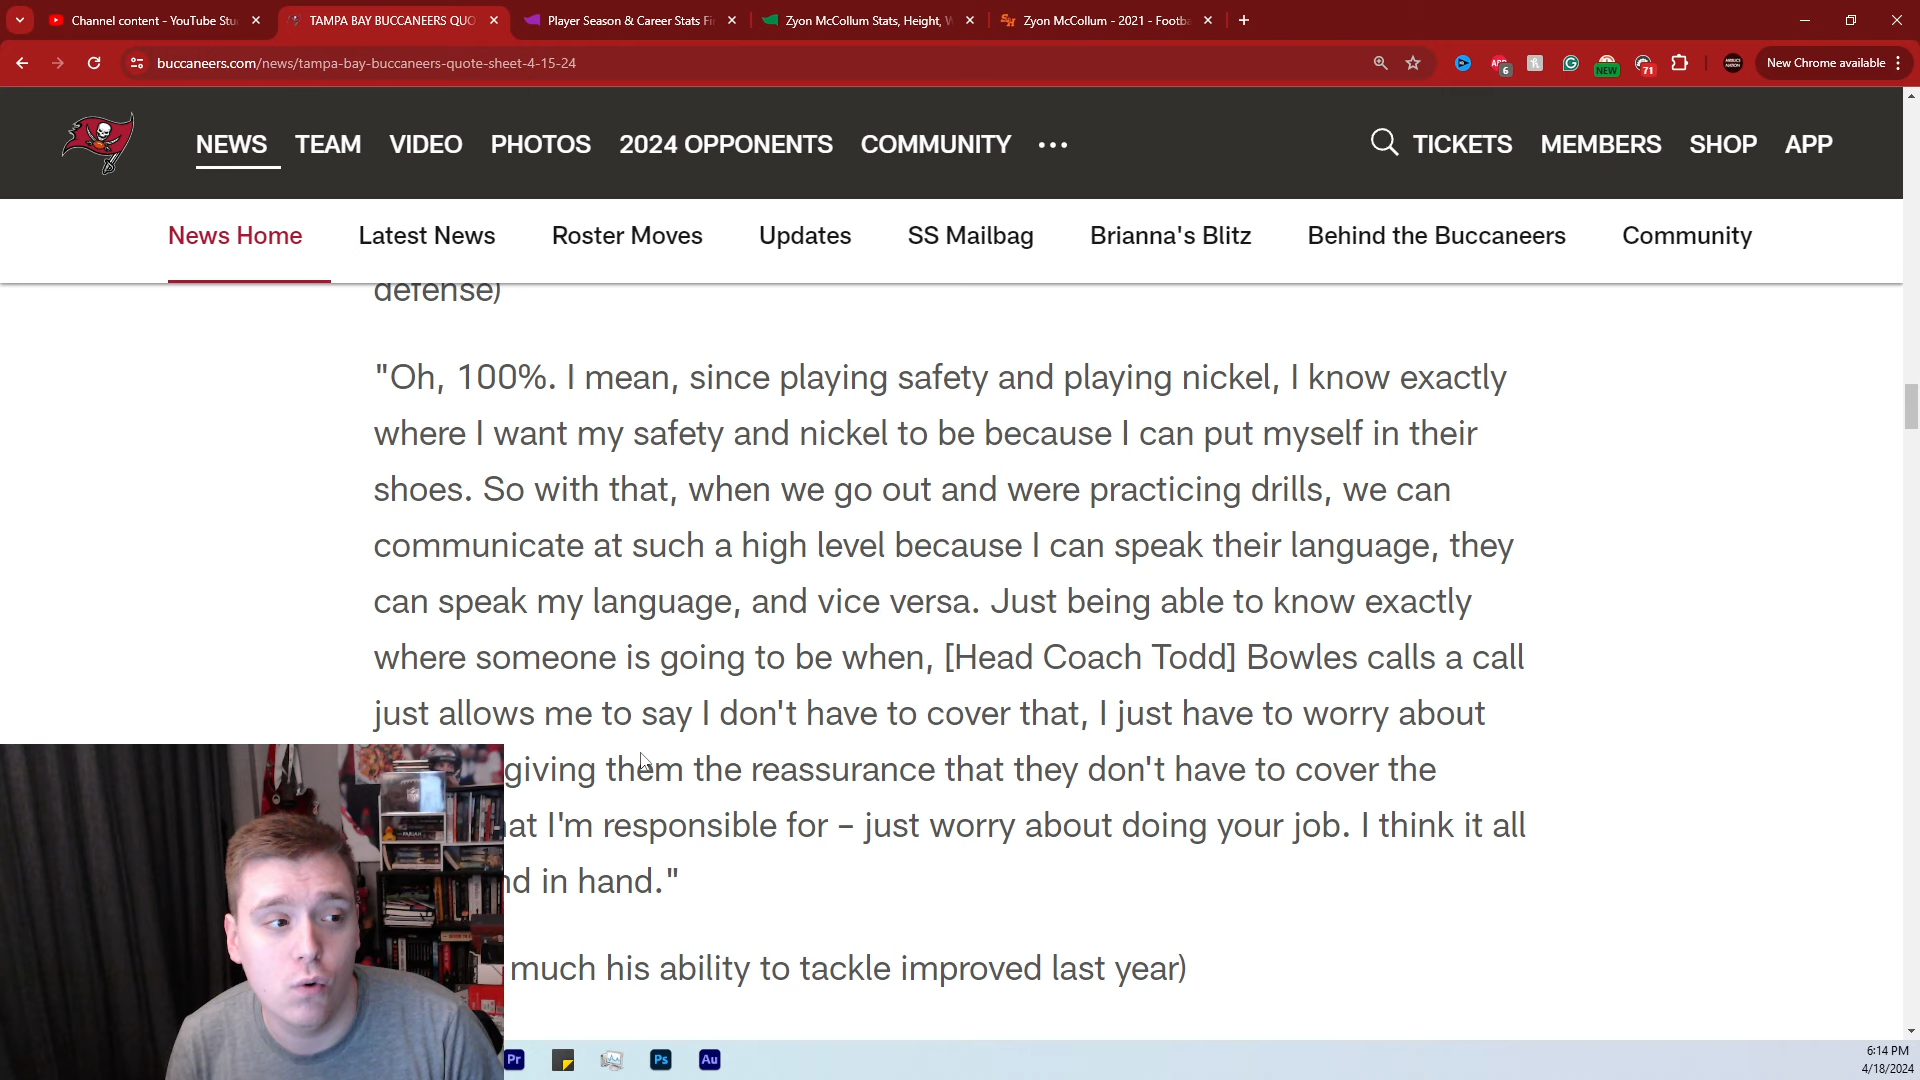 Channel content - YouTube Stu
TAMPA BAY BUCCANEERS QUO
Player Season & Career Stats Fi
Zyon McCollum Stats, Height, W
Zyon McCollum - 2021 - Footba
buccaneers.com/news/tampa-bay-buccaneers-quote-sheet-4-15-24
6
NEW
71
New Chrome available
NEWS TEAM VIDEO PHOTOS 2024 OPPONENTS COMMUNITY ... TICKETS MEMBERS SHOP APP
News Home Latest News Roster Moves Updates SS Mailbag Brianna's Blitz Behind the Buccaneers Community
defense)
"Oh, 100%. I mean, since playing safety and playing nickel, I know exactly
where I want my safety and nickel to be because I can put myself in their
shoes. So with that, when we go out and were practicing drills, we can
communicate at such a high level because I can speak their language, they
can speak my language, and vice versa. Just being able to know exactly
where someone is going to be when, [Head Coach Todd] Bowles calls a call
just allows me to say I don't have to cover that, I just have to worry about
giving them the reassurance that they don't have to cover the
at I'm responsible for – just worry about doing your job. I think it all
nd in hand."
much his ability to tackle improved last year)
Pr
Ps
Au
6:14 PM
4/18/2024